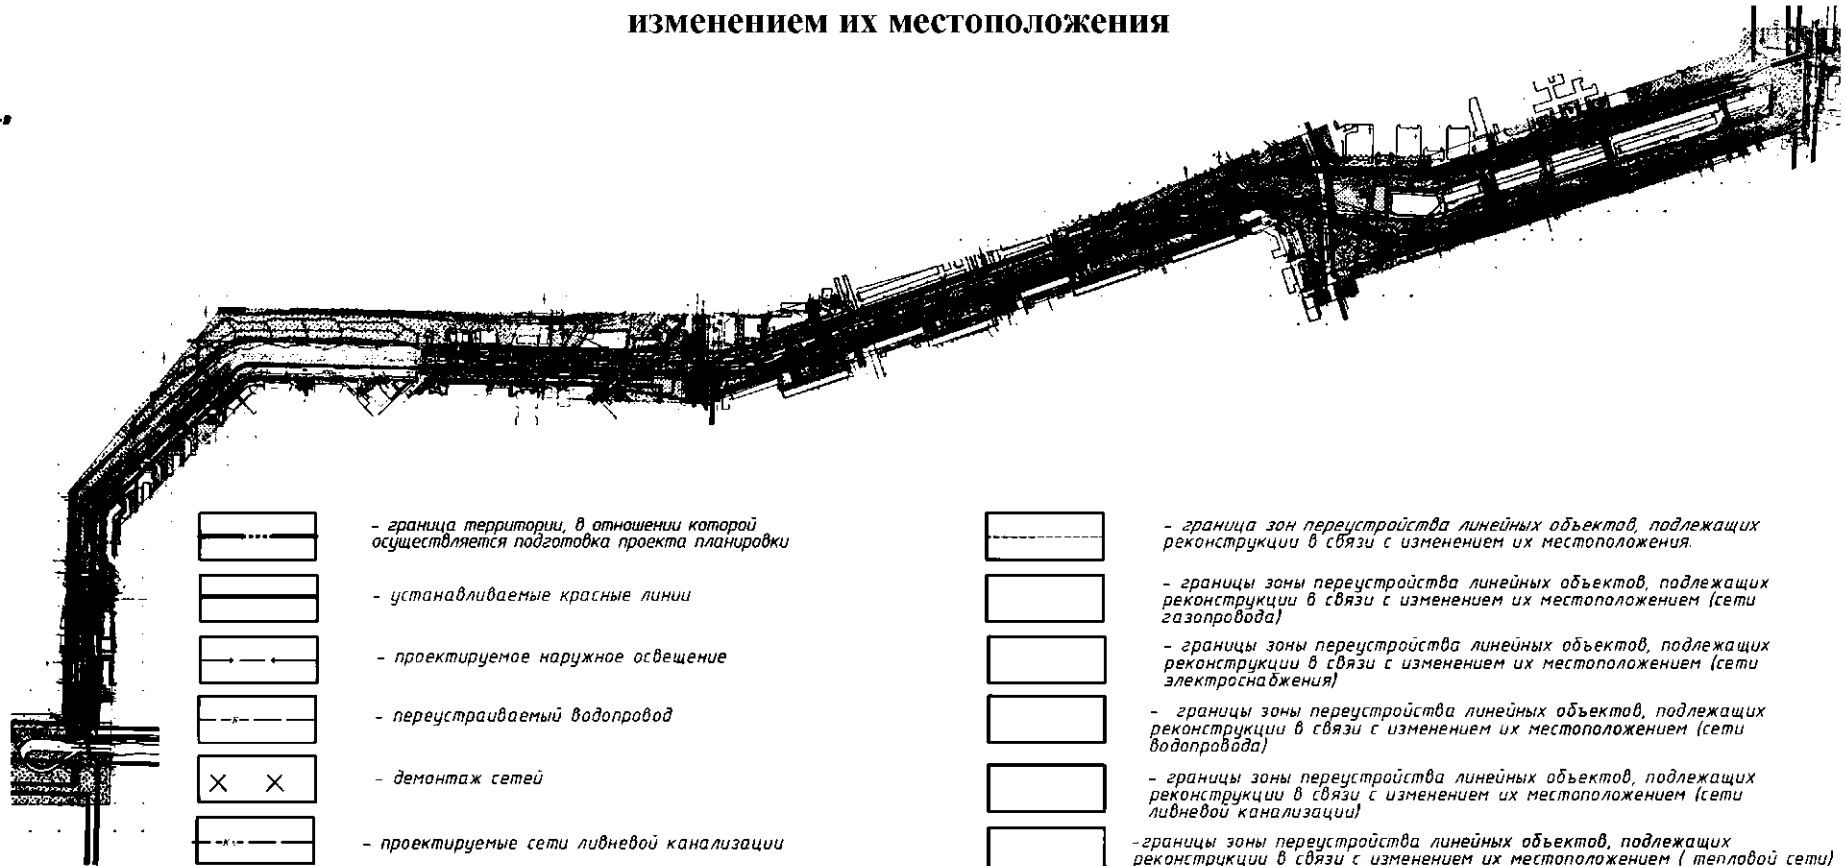 изменением их местоположения
- граница территории, в отношении которой
осуществляется подготовка проекта планировки
- устанавливаемые красные линии
- проектируемое наружное освещение
- переустраиваемый водопровод
- демонтаж сетей
- проектируемые сети ливневой канализации
- граница зон переустройства линейных объектов, подлежащих
реконструкции в связи с изменением их местоположения.
- границы зоны переустройства линейных объектов, подлежащих
реконструкции в связи с изменением их местоположением (сети
газопровода)
- границы зоны переустройства линейных объектов, подлежащих
реконструкции в связи с изменением их местоположением (сети
электроснабжения)
- границы зоны переустройства линейных объектов, подлежащих
реконструкции в связи с изменением их местоположением (сети
водопровода)
- границы зоны переустройства линейных объектов, подлежащих
реконструкции в связи с изменением их местоположением (сети
ливневой канализации)
-границы зоны переустройства линейных объектов, подлежащих
реконструкции в связи с изменением их местоположением ( тепловой сети)